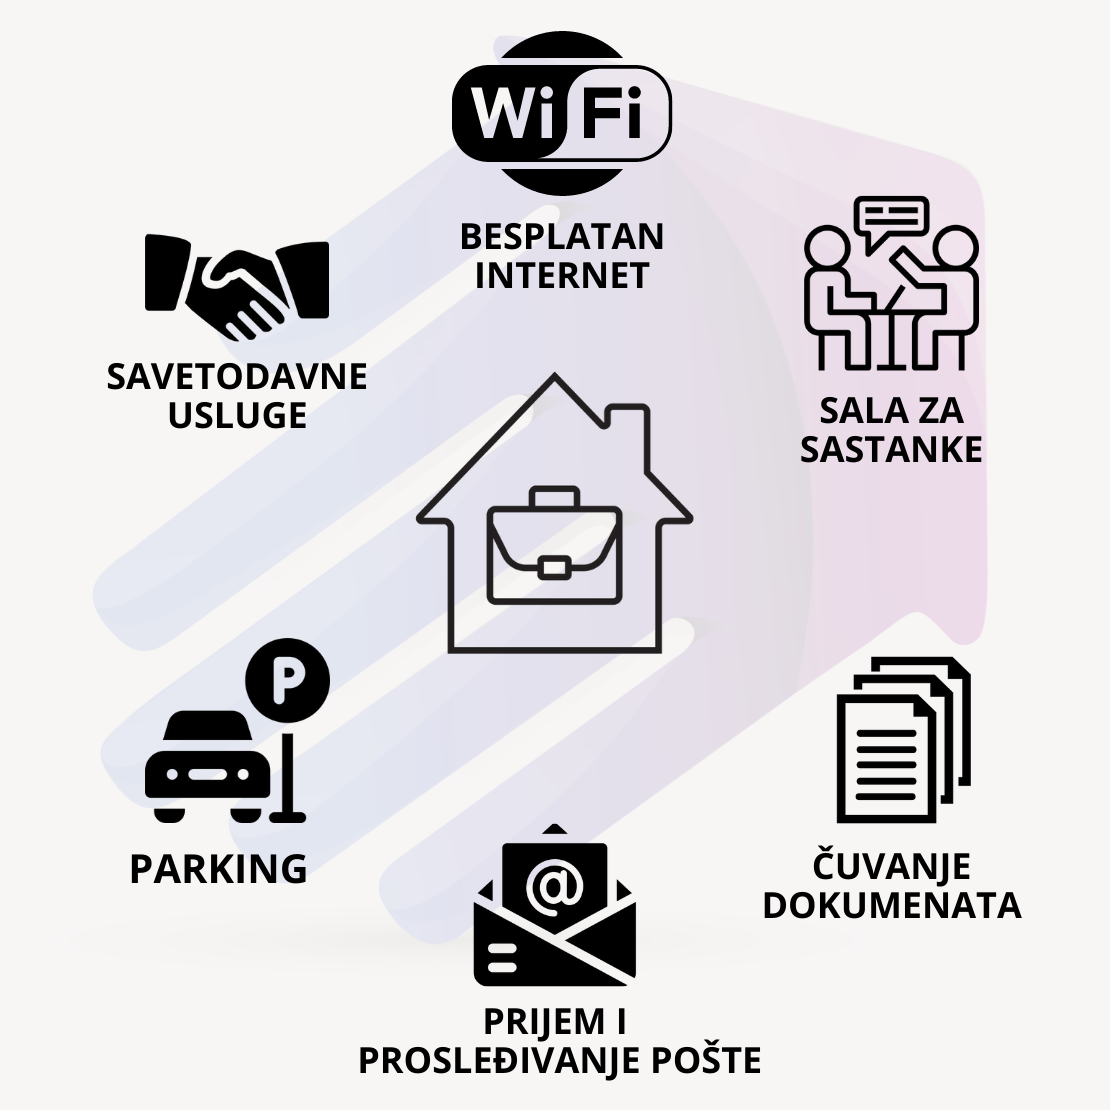 Wi Fi
BESPLATAN
INTERNET
SAVETODAVNE
USLUGE
SALA ZA
SASTANKE
P
PARKING
ČUVANJE
DOKUMENATA
@
PRIJEM I
PROSLEĐIVANJE POŠTE